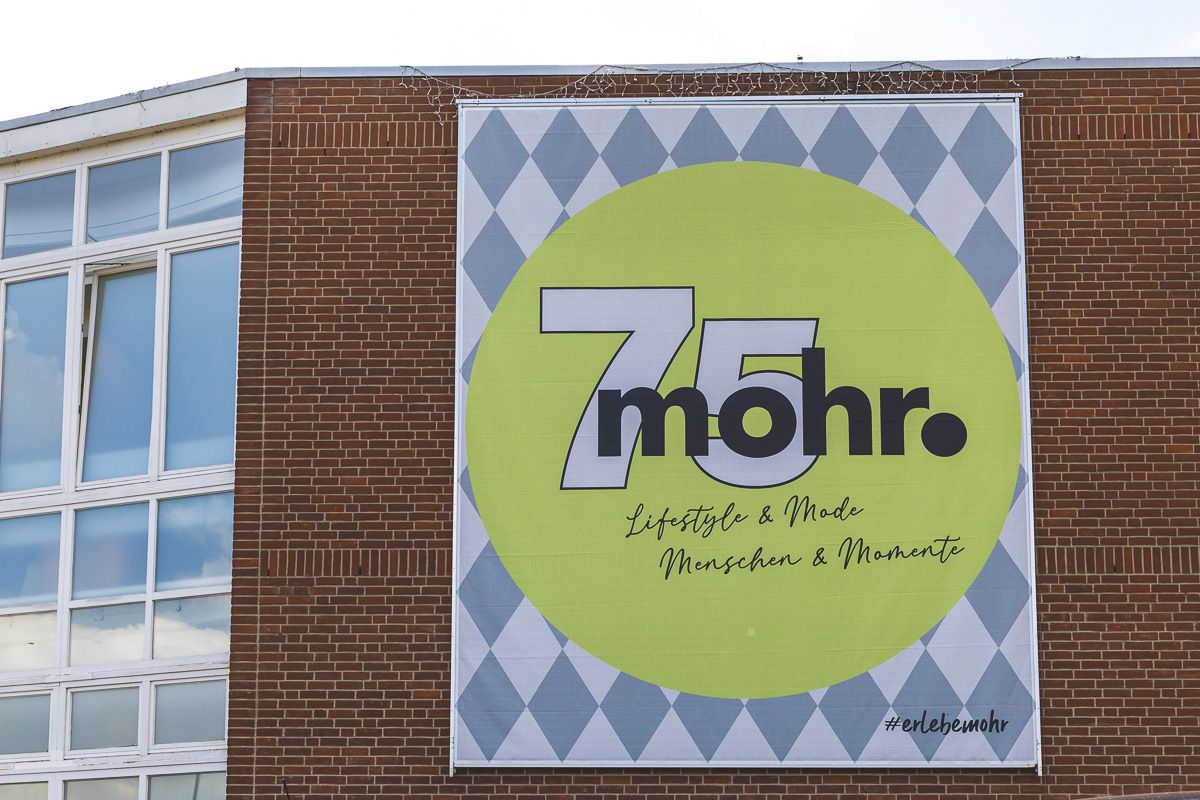 75
mohr.
Lifestyle & Mode
Menschen & Momente
#erlebemohr